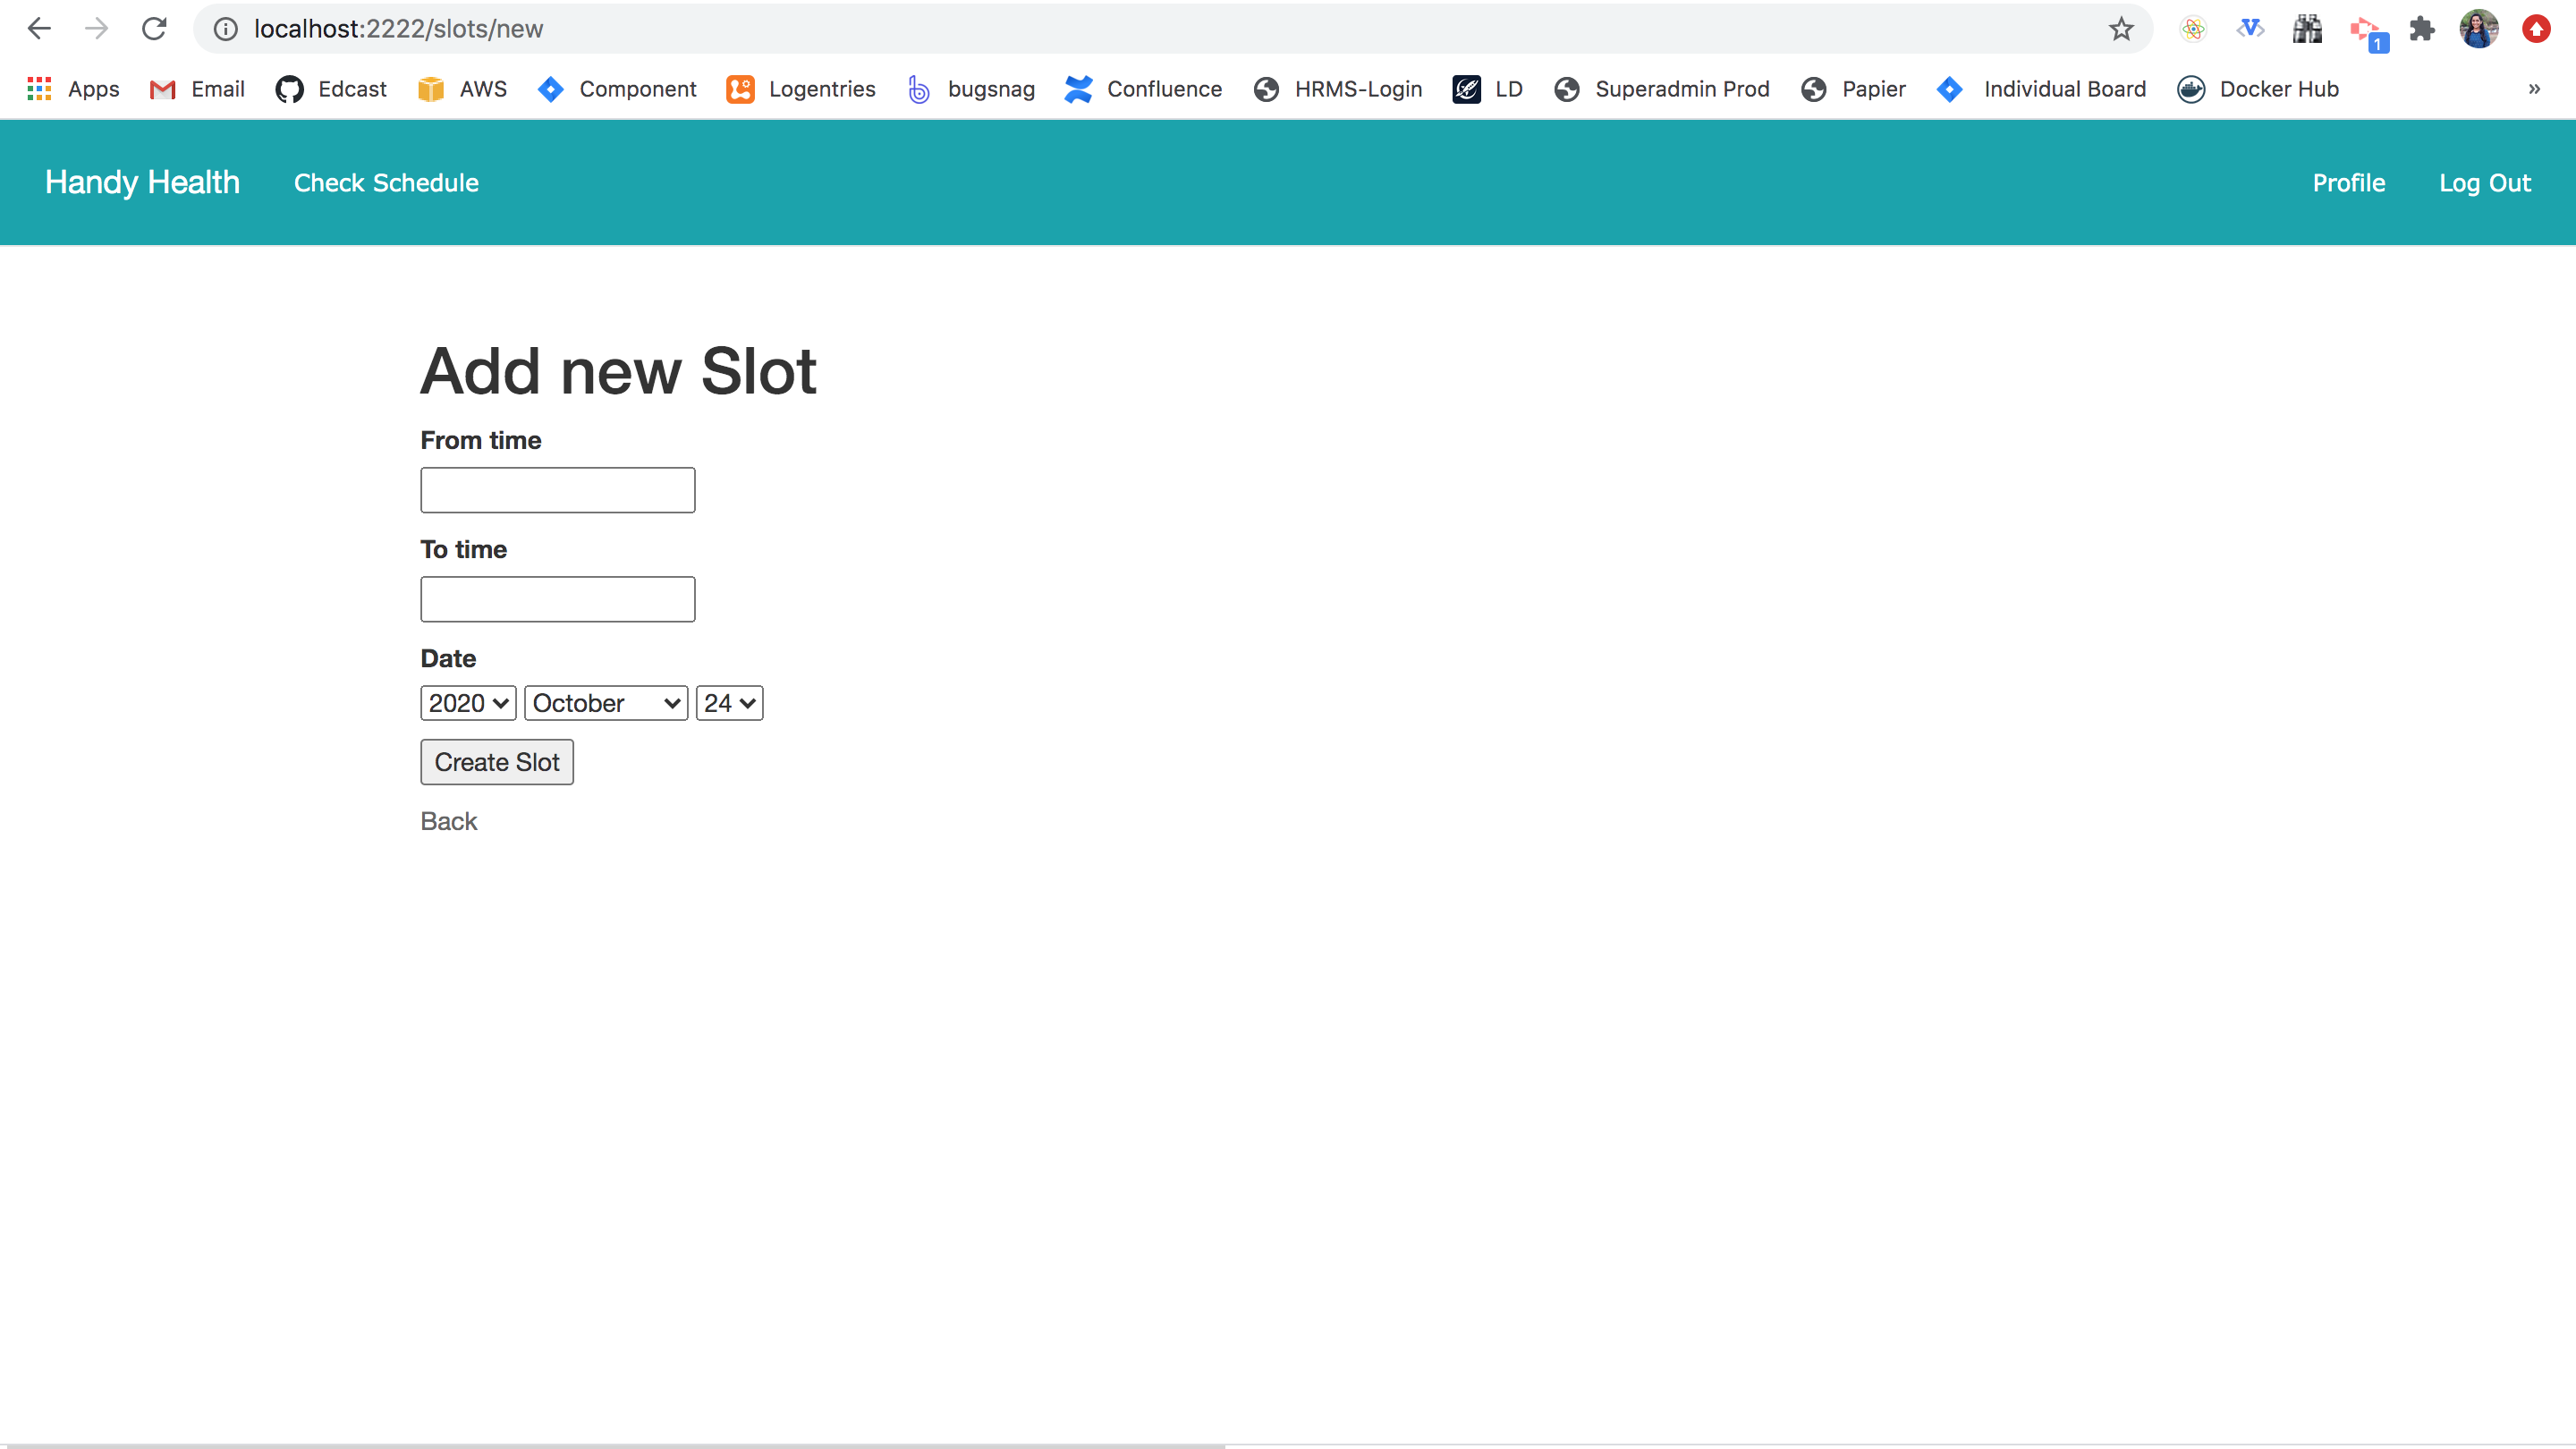 localhost:2222/slots/new
1
Apps Email Edcast AWS Component Logentries bugsnag Confluence HRMS-Login LD Superadmin Prod Papier Individual Board Docker Hub »
Handy Health Check Schedule Profile Log Out
Add new Slot
From time
To time
Date
2020 October 24
Create Slot
Back